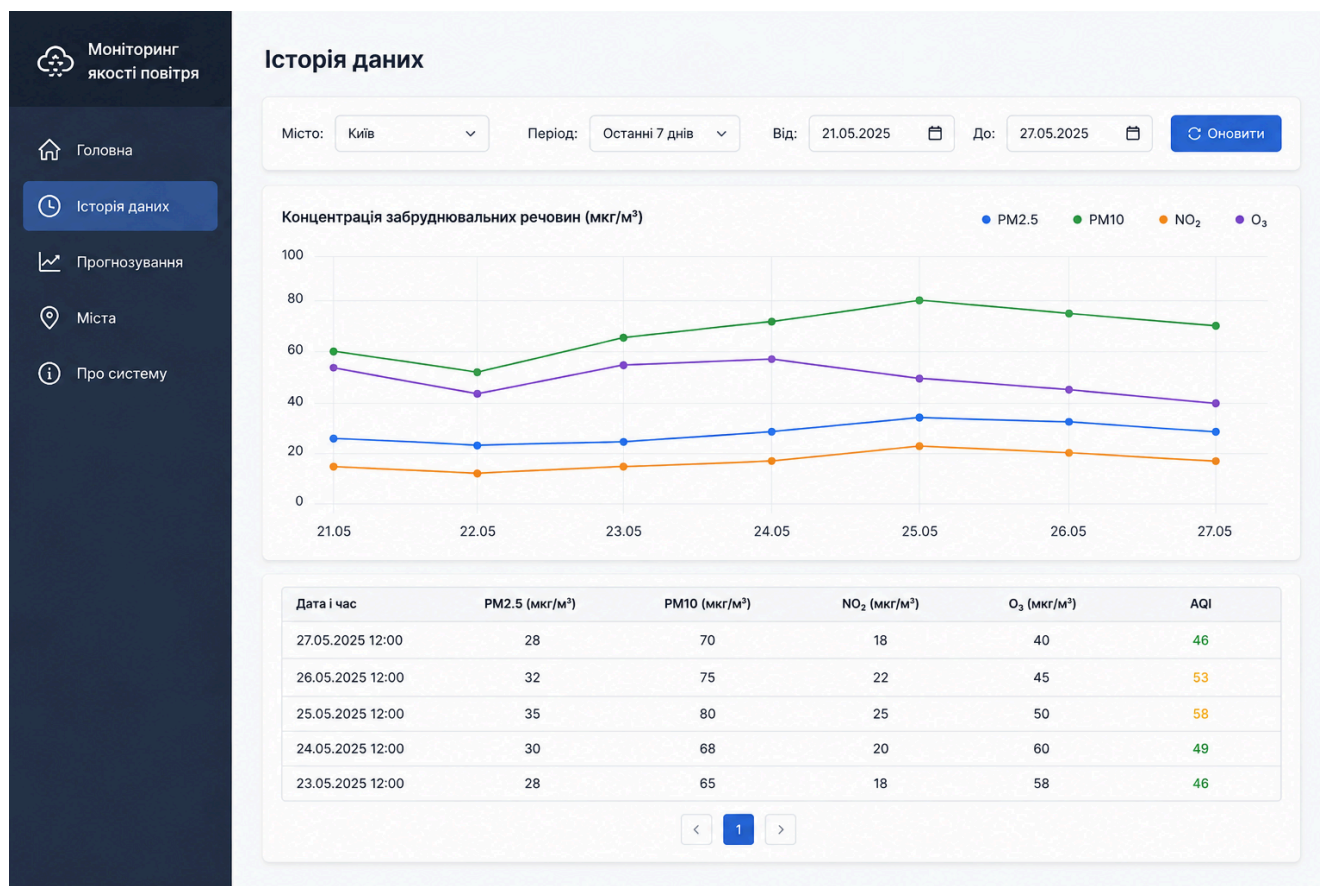 Моніторинг
якості повітря
Головна
Історія даних
Прогнозування
Міста
Про систему
Історія даних
Місто: Київ Період: Останні 7 днів Від: 21.05.2025 До: 27.05.2025 Оновити
Концентрація забруднювальних речовин (мкг/м³)
PM2.5 PM10 NO₂ O₃
100
80
60
40
20
0
21.05 22.05 23.05 24.05 25.05 26.05 27.05
Дата і час PM2.5 (мкг/м³) PM10 (мкг/м³) NO₂ (мкг/м³) O₃ (мкг/м³) AQI
27.05.2025 12:00 28 70 18 40 46
26.05.2025 12:00 32 75 22 45 53
25.05.2025 12:00 35 80 25 50 58
24.05.2025 12:00 30 68 20 60 49
23.05.2025 12:00 28 65 18 58 46
1